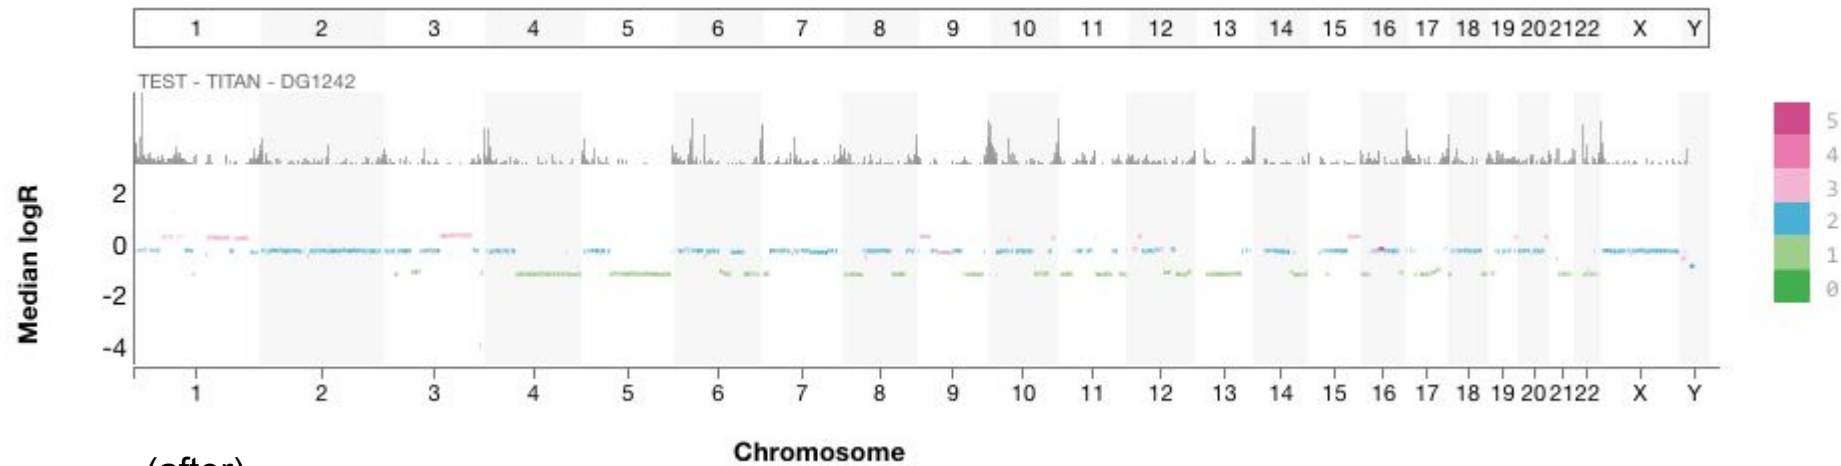 1 2 3 4 5 6 7 8 9 10 11 12 13 14 15 16 17 18 19 20 21 22 X Y
TEST - TITAN - DG1242
Median logR
2
0
-2
-4
5
4
3
2
1
0
1 2 3 4 5 6 7 8 9 10 11 12 13 14 15 16 17 18 19 20 21 22 X Y
Chromosome
(after)